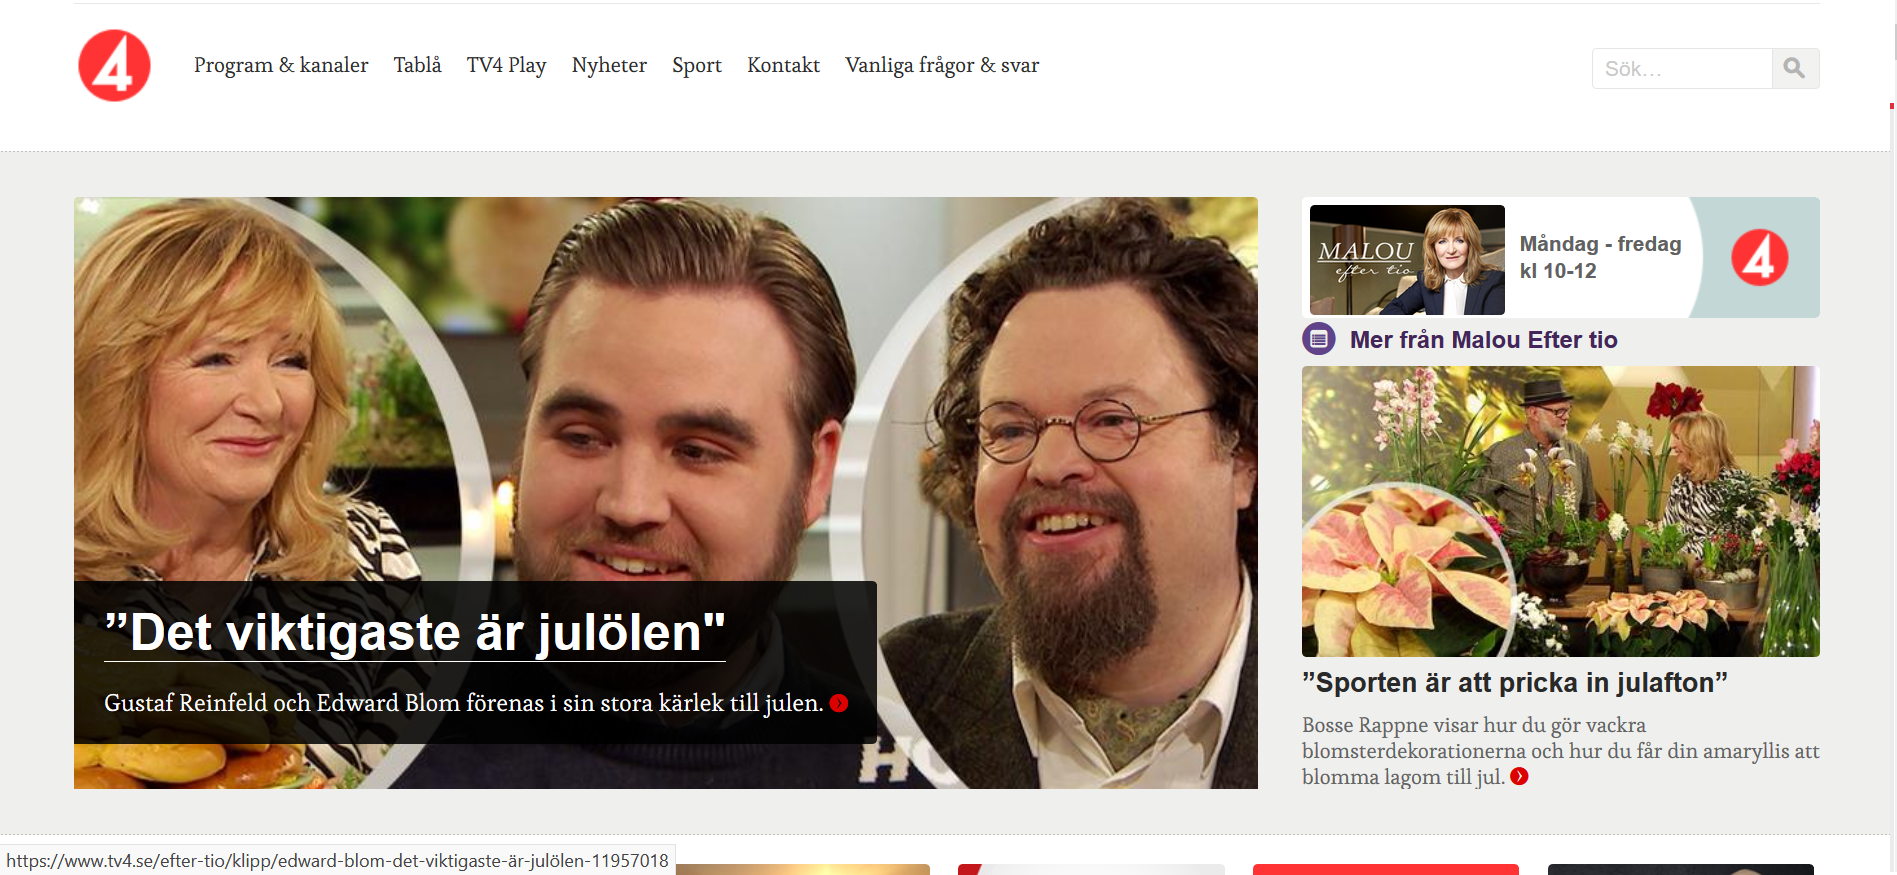 4
Program & kanaler Tablå TV4 Play Nyheter Sport Kontakt Vanliga frågor & svar
Sök...
”Det viktigaste är julölen"
Gustaf Reinfeld och Edward Blom förenas i sin stora kärlek till julen.
MALOU
efter tio
Måndag - fredag
kl 10-12
4
Mer från Malou Efter tio
”Sporten är att pricka in julafton”
Bosse Rappne visar hur du gör vackra
blomsterdekorationerna och hur du får din amaryllis att
blomma lagom till jul.
https://www.tv4.se/efter-tio/klipp/edward-blom-det-viktigaste-är-julölen-11957018